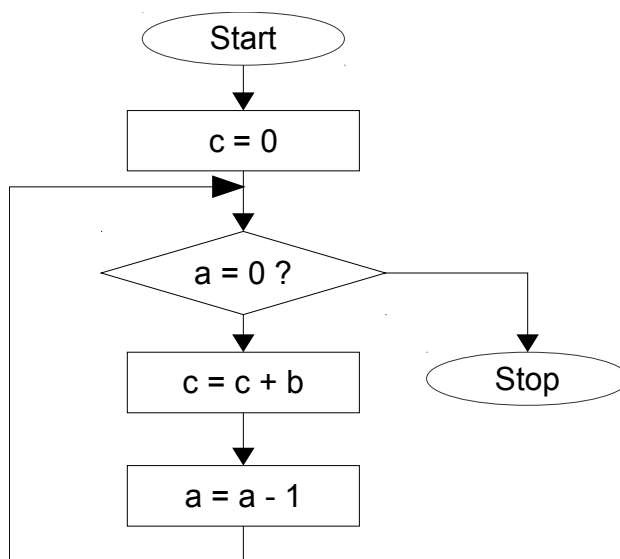 Start
c = 0
a = 0 ?
c = c + b
Stop
a = a - 1